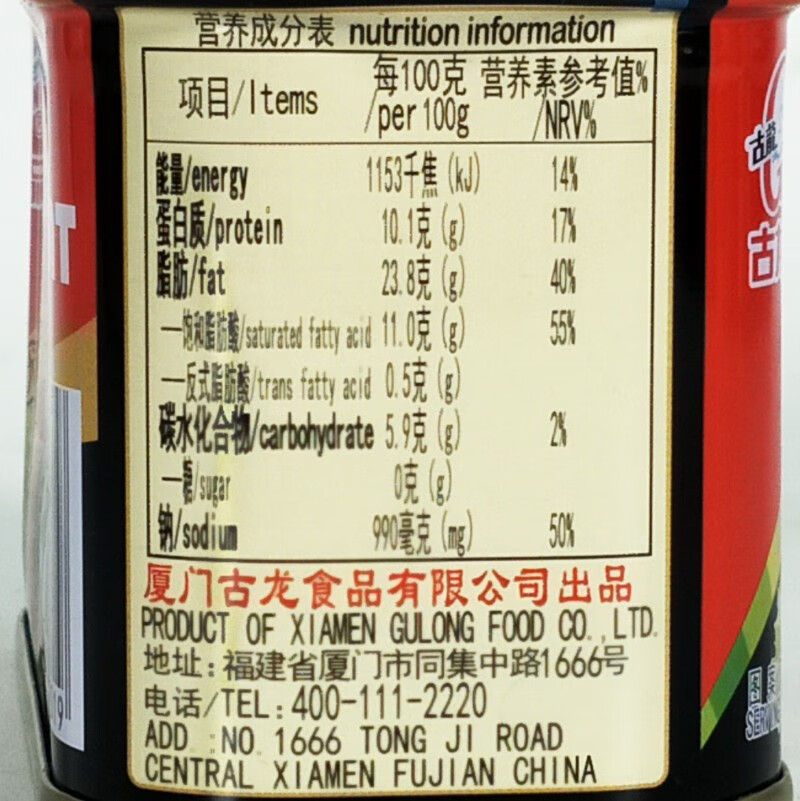 营养成分表 nutrition information
项目/Items 每100克/per 100g 营养素参考值%/NRV%
能量/energy 1153千焦(kJ) 14%
蛋白质/protein 10.1克(g) 17%
脂肪/fat 23.8克(g) 40%
—饱和脂肪酸/saturated fatty acid 11.0克(g) 55%
—反式脂肪酸/trans fatty acid 0.5克(g)
碳水化合物/carbohydrate 5.9克(g) 2%
—糖/sugar 0克(g)
钠/sodium 990毫克(mg) 50%
厦门古龙食品有限公司出品
PRODUCT OF XIAMEN GULONG FOOD CO.,LTD.
地址:福建省厦门市同集中路1666号
电话/TEL:400-111-2220
ADD :NO.1666 TONG JI ROAD
CENTRAL XIAMEN FUJIAN CHINA
古龍
古